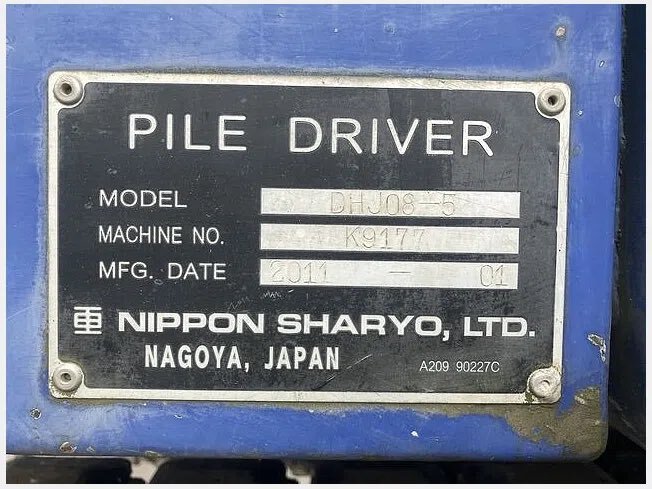 PILE DRIVER
MODEL DHJ08-5
MACHINE NO. K9177
MFG. DATE 2011 - 01
NIPPON SHARYO, LTD.
NAGOYA, JAPAN A209 90227C